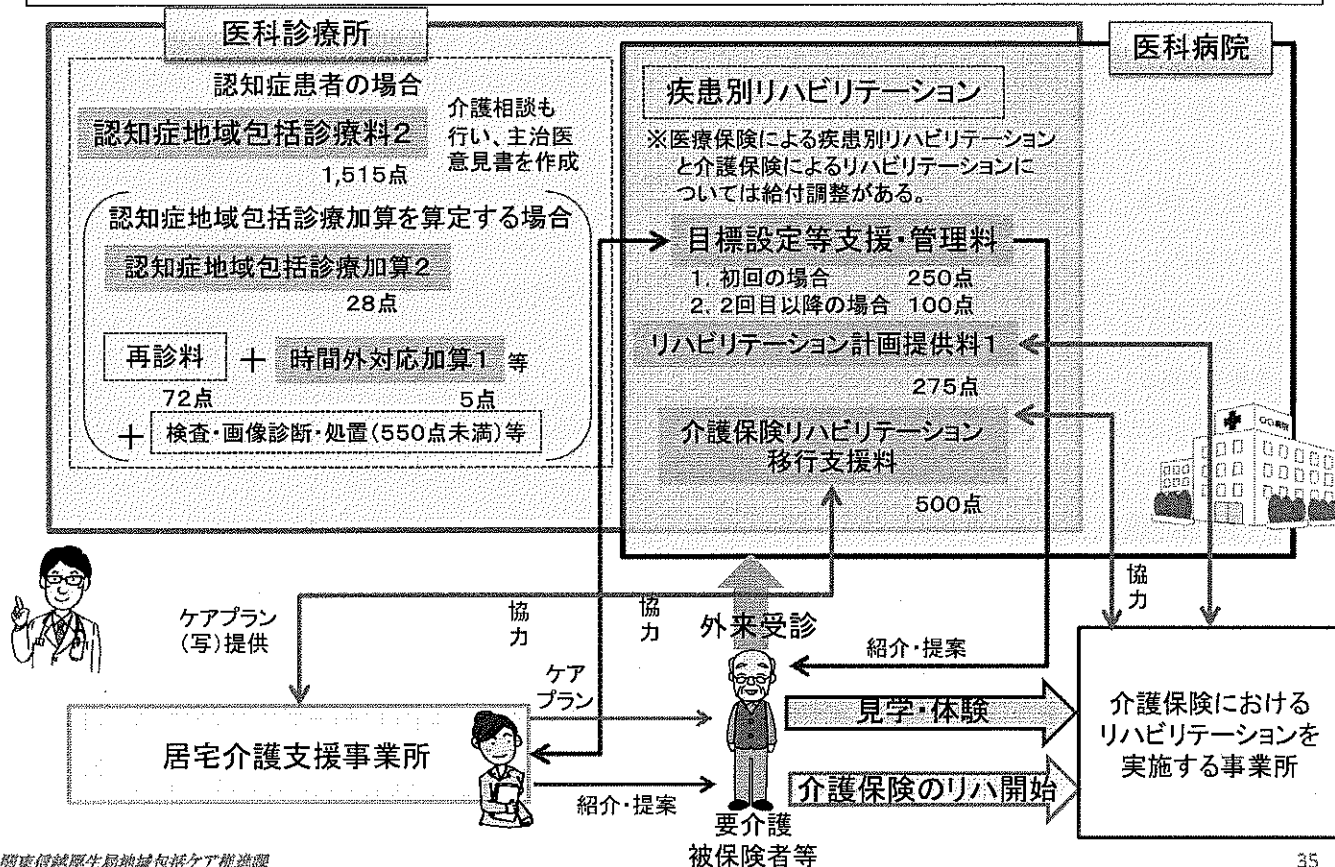 医科診療所
医科病院
認知症患者の場合
認知症地域包括診療料2
1,515点
介護相談も
行い、主治医
意見書を作成
認知症地域包括診療加算を算定する場合
認知症地域包括診療加算2
28点
再診料 + 時間外対応加算1 等
72点 5点
+ 検査・画像診断・処置(550点未満)等
疾患別リハビリテーション
※医療保険による疾患別リハビリテーション
と介護保険によるリハビリテーションに
ついては給付調整がある。
目標設定等支援・管理料
1. 初回の場合 250点
2. 2回目以降の場合 100点
リハビリテーション計画提供料1
275点
介護保険リハビリテーション
移行支援料
500点
ケアプラン
(写)提供
協力
協力
外来受診
協力
紹介・提案
ケア
プラン
居宅介護支援事業所
紹介・提案
見学・体験
介護保険のリハ開始
要介護
被保険者等
介護保険における
リハビリテーションを
実施する事業所
関東信越厚生局地域包括ケア推進課
35